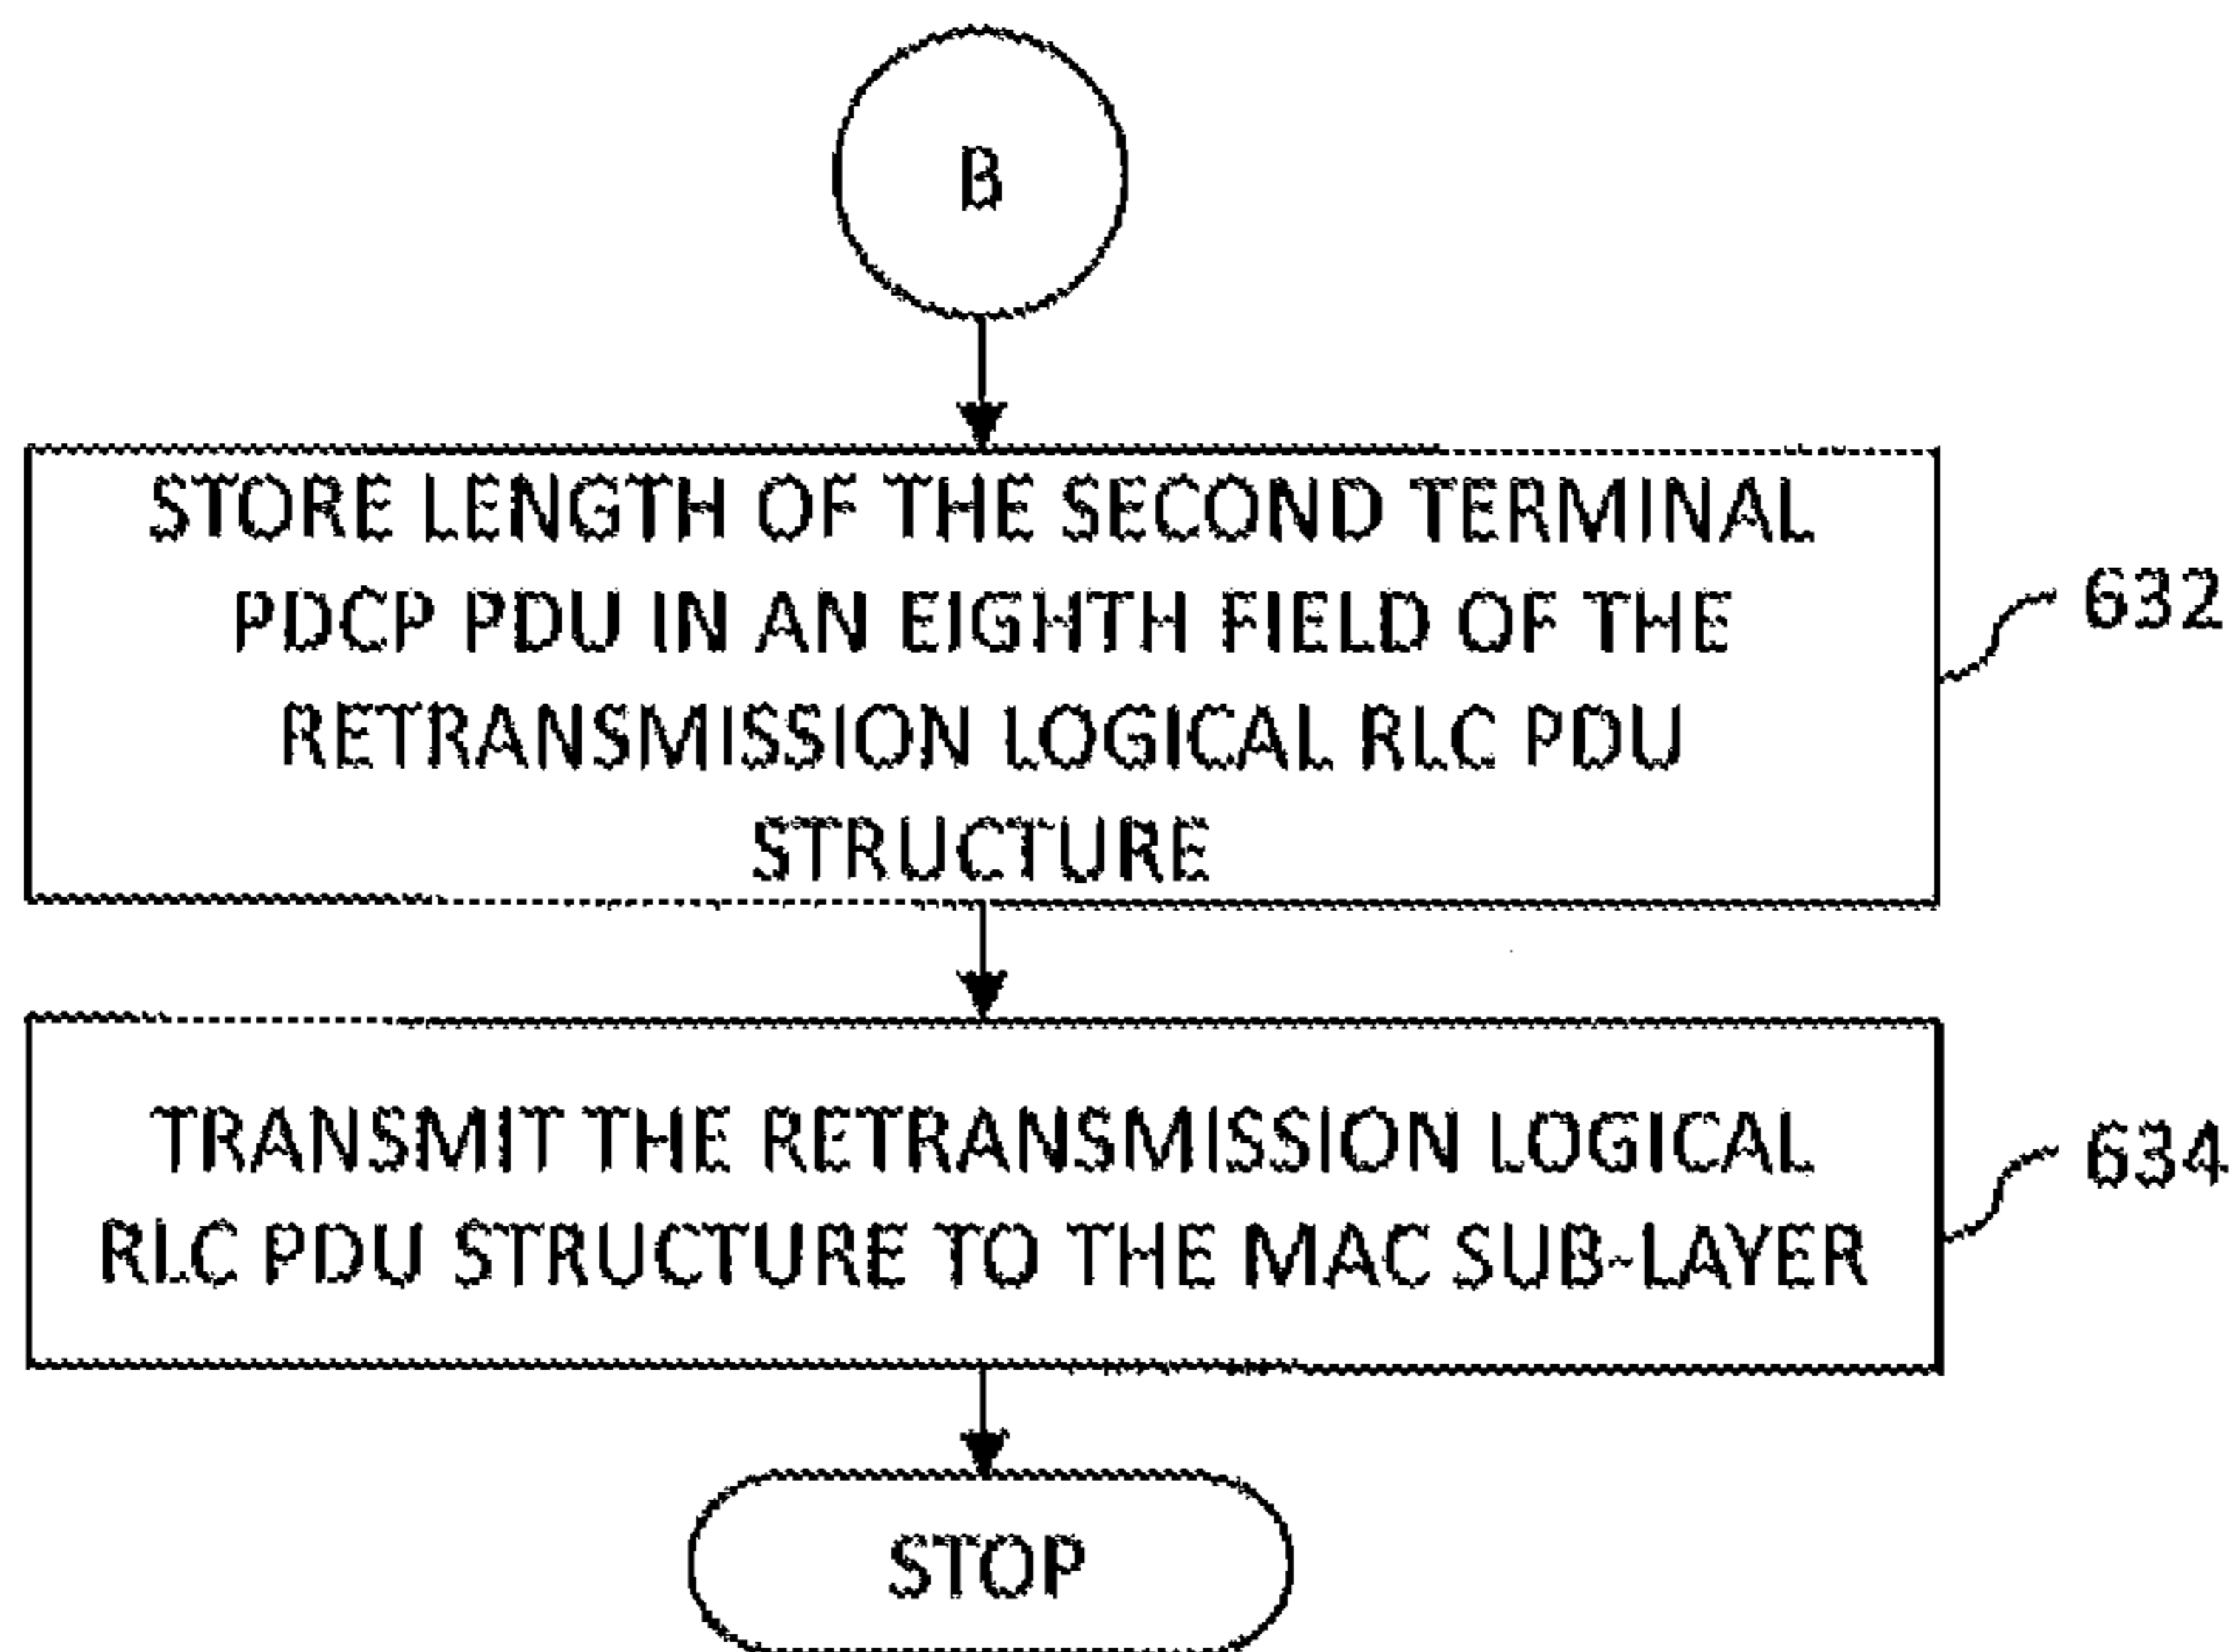 B
STORE LENGTH OF THE SECOND TERMINAL
PDCP PDU IN AN EIGHTH FIELD OF THE
RETRANSMISSION LOGICAL RLC PDU
STRUCTURE
632
TRANSMIT THE RETRANSMISSION LOGICAL
RLC PDU STRUCTURE TO THE MAC SUB-LAYER
634
STOP